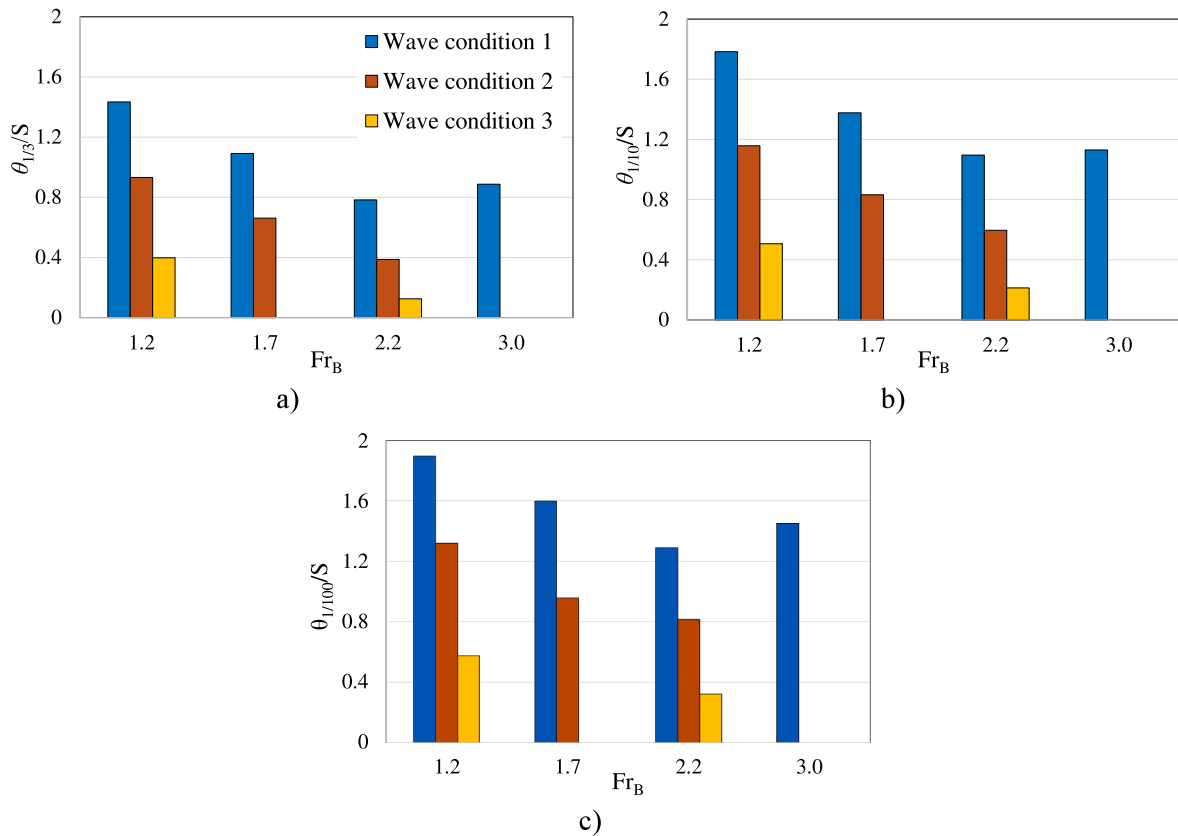 2
1.6
1.2
0.8
0.4
0
θ1/3/S
Wave condition 1
Wave condition 2
Wave condition 3
1.2 1.7 2.2 3.0
FrB
a)
2
1.6
1.2
0.8
0.4
0
θ1/10/S
1.2 1.7 2.2 3.0
FrB
b)
2
1.6
1.2
0.8
0.4
0
θ1/100/S
1.2 1.7 2.2 3.0
FrB
c)